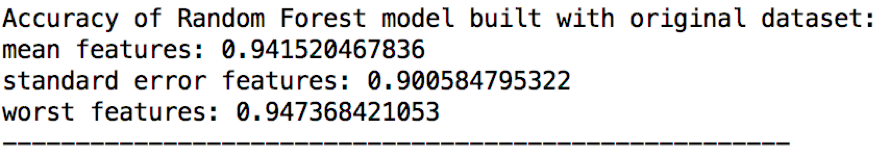 Accuracy of Random Forest model built with original dataset:
mean features: 0.941520467836
standard error features: 0.900584795322
worst features: 0.947368421053
------------------------------------------------------